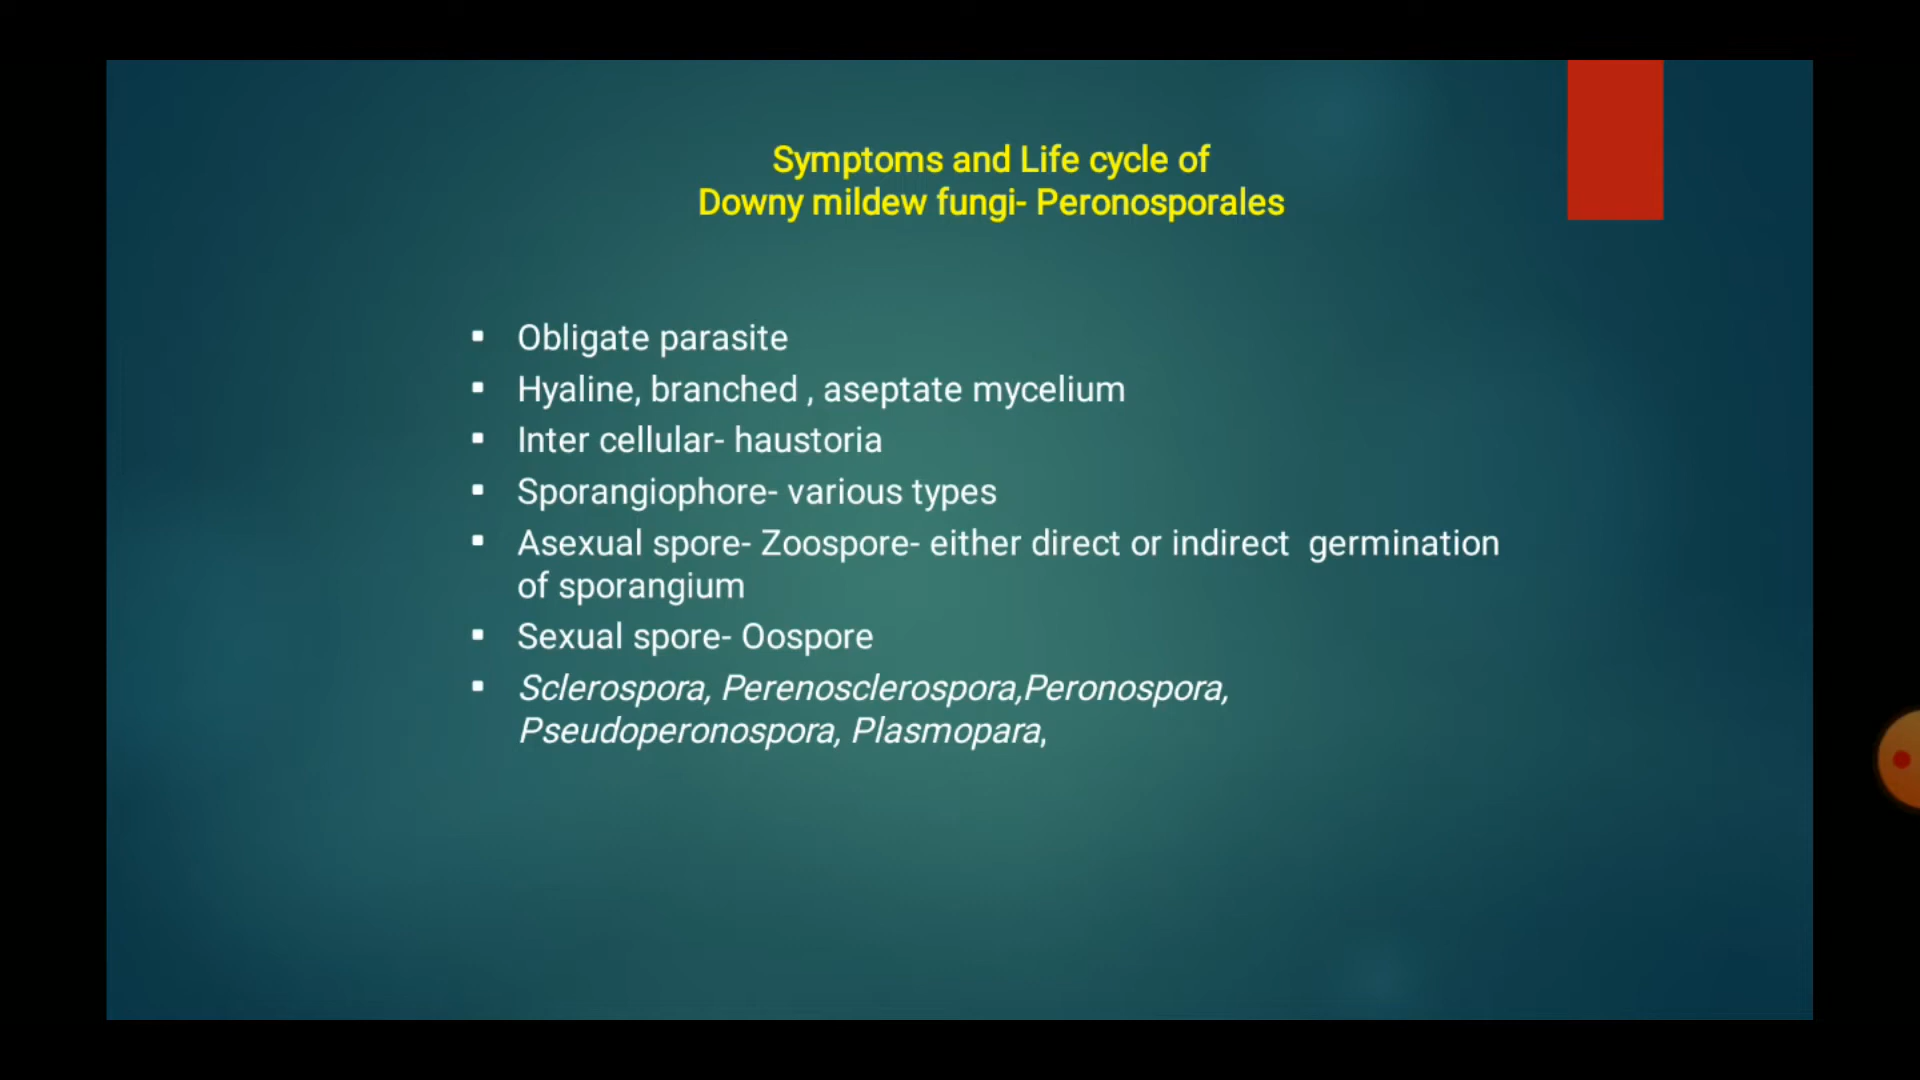 Symptoms and Life cycle of
Downy mildew fungi- Peronosporales
▪ Obligate parasite
▪ Hyaline, branched , aseptate mycelium
▪ Inter cellular- haustoria
▪ Sporangiophore- various types
▪ Asexual spore- Zoospore- either direct or indirect  germination
of sporangium
▪ Sexual spore- Oospore
▪ Sclerospora, Perenosclerospora,Peronospora,
Pseudoperonospora, Plasmopara,